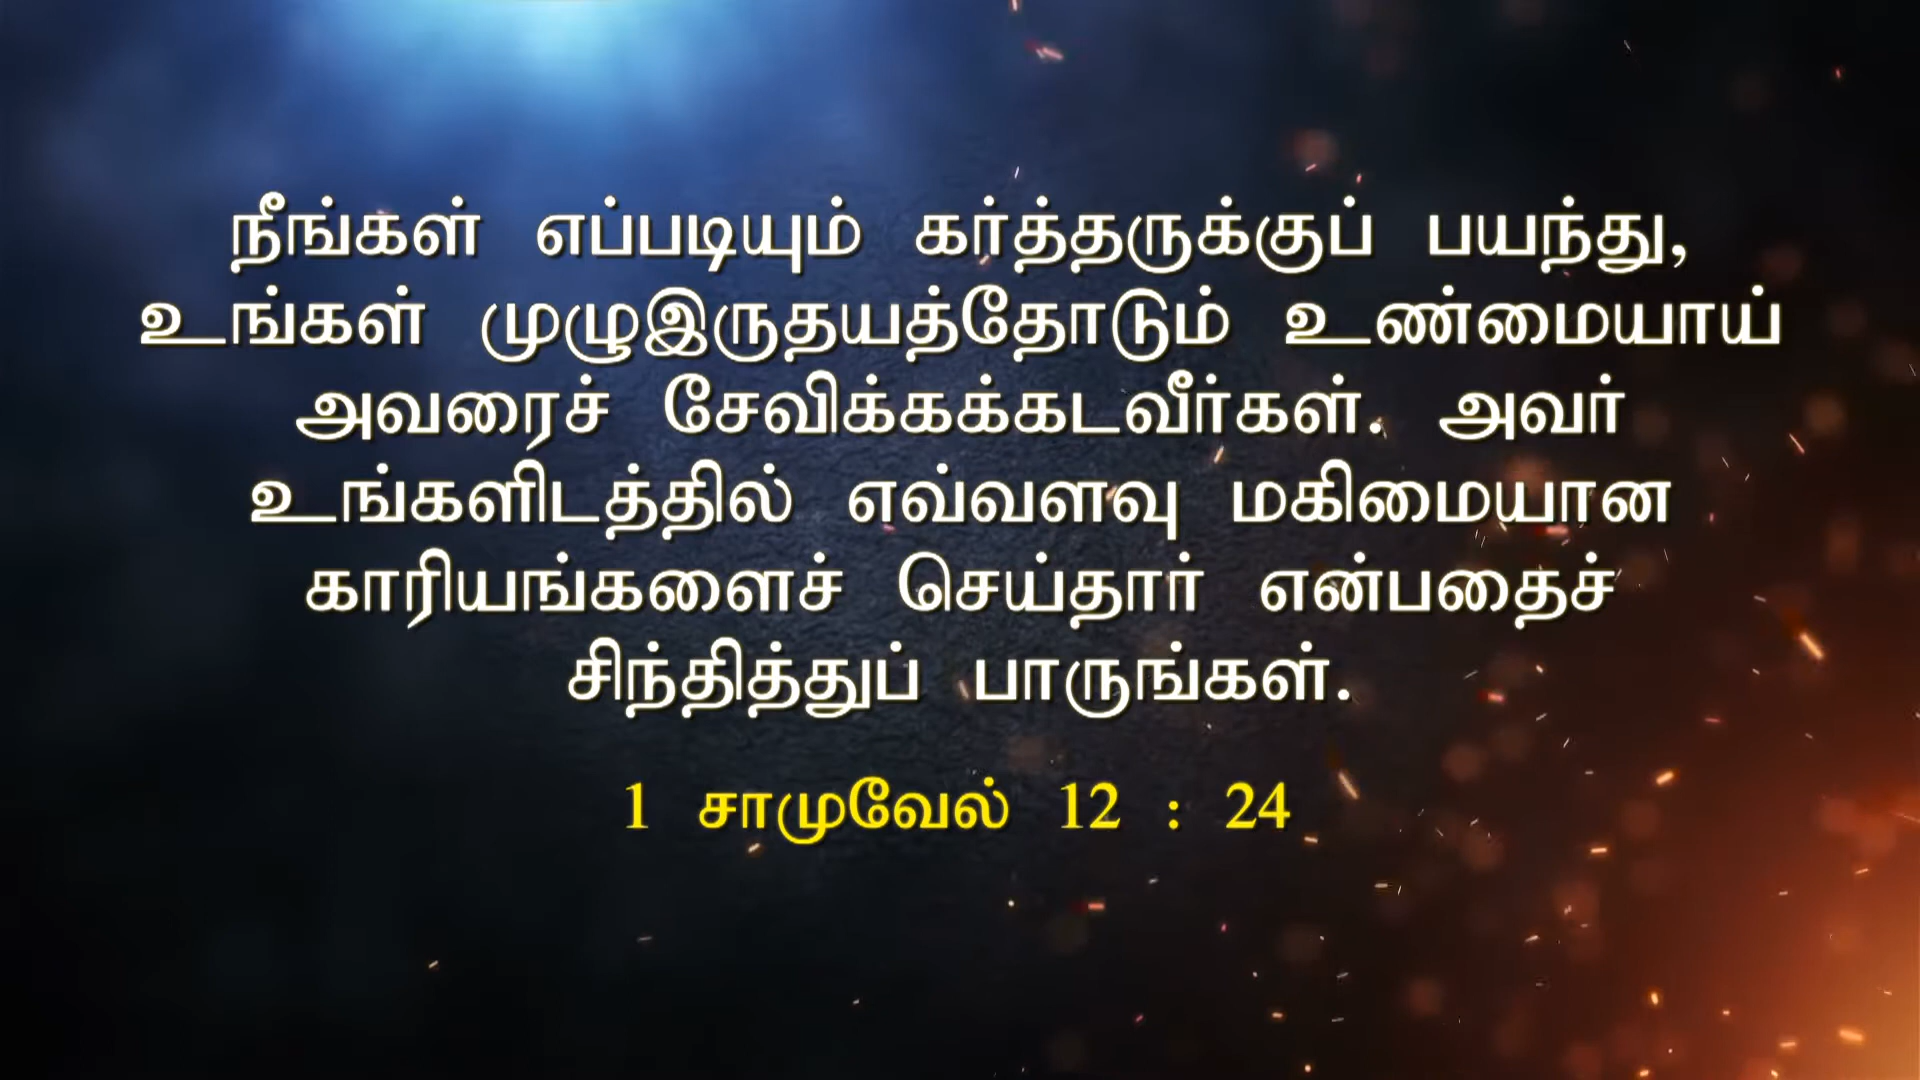 நீங்கள் எப்படியும் கர்த்தருக்குப் பயந்து,
உங்கள் முழுஇருதயத்தோடும் உண்மையாய்
அவரைச் சேவிக்கக்கடவீர்கள். அவர்
உங்களிடத்தில் எவ்வளவு மகிமையான
காரியங்களைச் செய்தார் என்பதைச்
சிந்தித்துப் பாருங்கள்.
1 சாமுவேல் 12 : 24